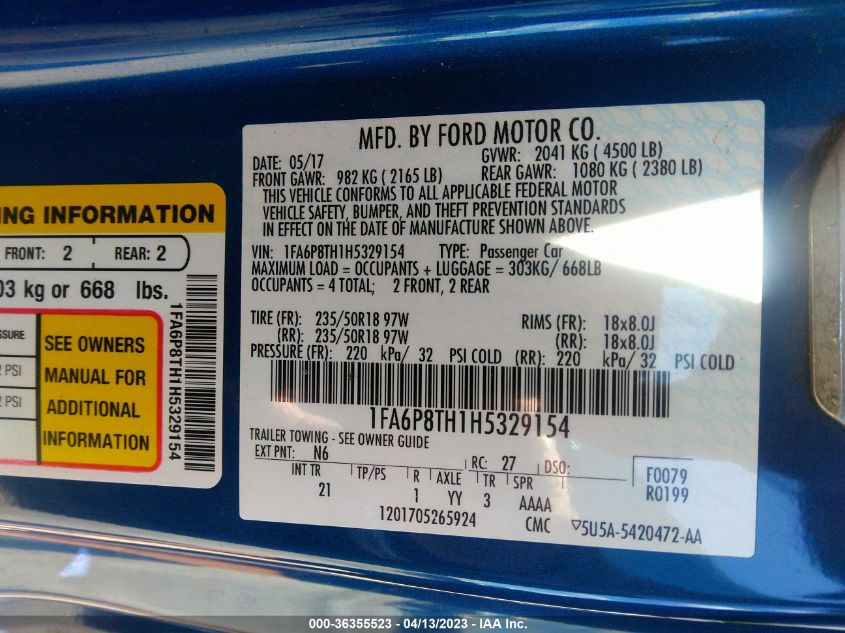 NG INFORMATION
FRONT: 2 REAR: 2
03 kg or 668 lbs.
SSURE
PSI
PSI
SEE OWNERS
MANUAL FOR
ADDITIONAL
INFORMATION
1FA6P8TH1H5329154
MFD. BY FORD MOTOR CO.
DATE: 05/17 GVWR: 2041 KG ( 4500 LB)
FRONT GAWR: 982 KG ( 2165 LB) REAR GAWR: 1080 KG ( 2380 LB)
THIS VEHICLE CONFORMS TO ALL APPLICABLE FEDERAL MOTOR
VEHICLE SAFETY, BUMPER, AND THEFT PREVENTION STANDARDS
IN EFFECT ON THE DATE OF MANUFACTURE SHOWN ABOVE.
VIN: 1FA6P8TH1H5329154 TYPE: Passenger Car
MAXIMUM LOAD = OCCUPANTS + LUGGAGE = 303KG/ 668LB
OCCUPANTS = 4 TOTAL; 2 FRONT, 2 REAR
TIRE (FR): 235/50R18 97W RIMS (FR): 18x8.0J
(RR): 235/50R18 97W (RR): 18x8.0J
PRESSURE (FR): 220 kPa/ 32 PSI COLD (RR): 220 kPa/ 32 PSI COLD
1FA6P8TH1H5329154
TRAILER TOWING - SEE OWNER GUIDE
EXT PNT: N6 RC: 27 DSO: F0079
INT TR TP/PS R AXLE TR SPR R0199
21 1 YY 3 AAAA
1201705265924 CMC ▽5U5A-5420472-AA
000-36355523 - 04/13/2023 - IAA Inc.